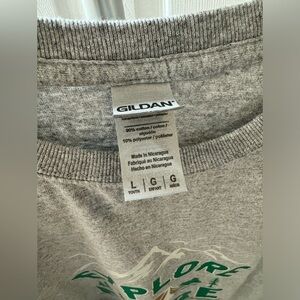 GILDAN
90% cotton / coton /
algodón
10% polyester / poliéster
Made in Nicaragua
Fabriqué au Nicaragua
Hecho en Nicaragua
L G G
YOUTH ENFANT NIÑOS
EXPLORE